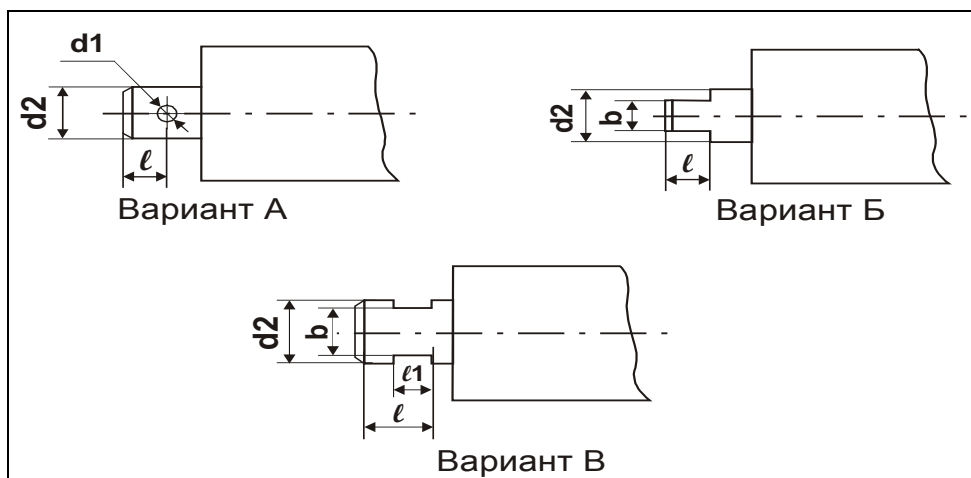 d1
d2
ℓ
Вариант А
d2
b
ℓ
Вариант Б
d2
b
ℓ1
ℓ
Вариант В